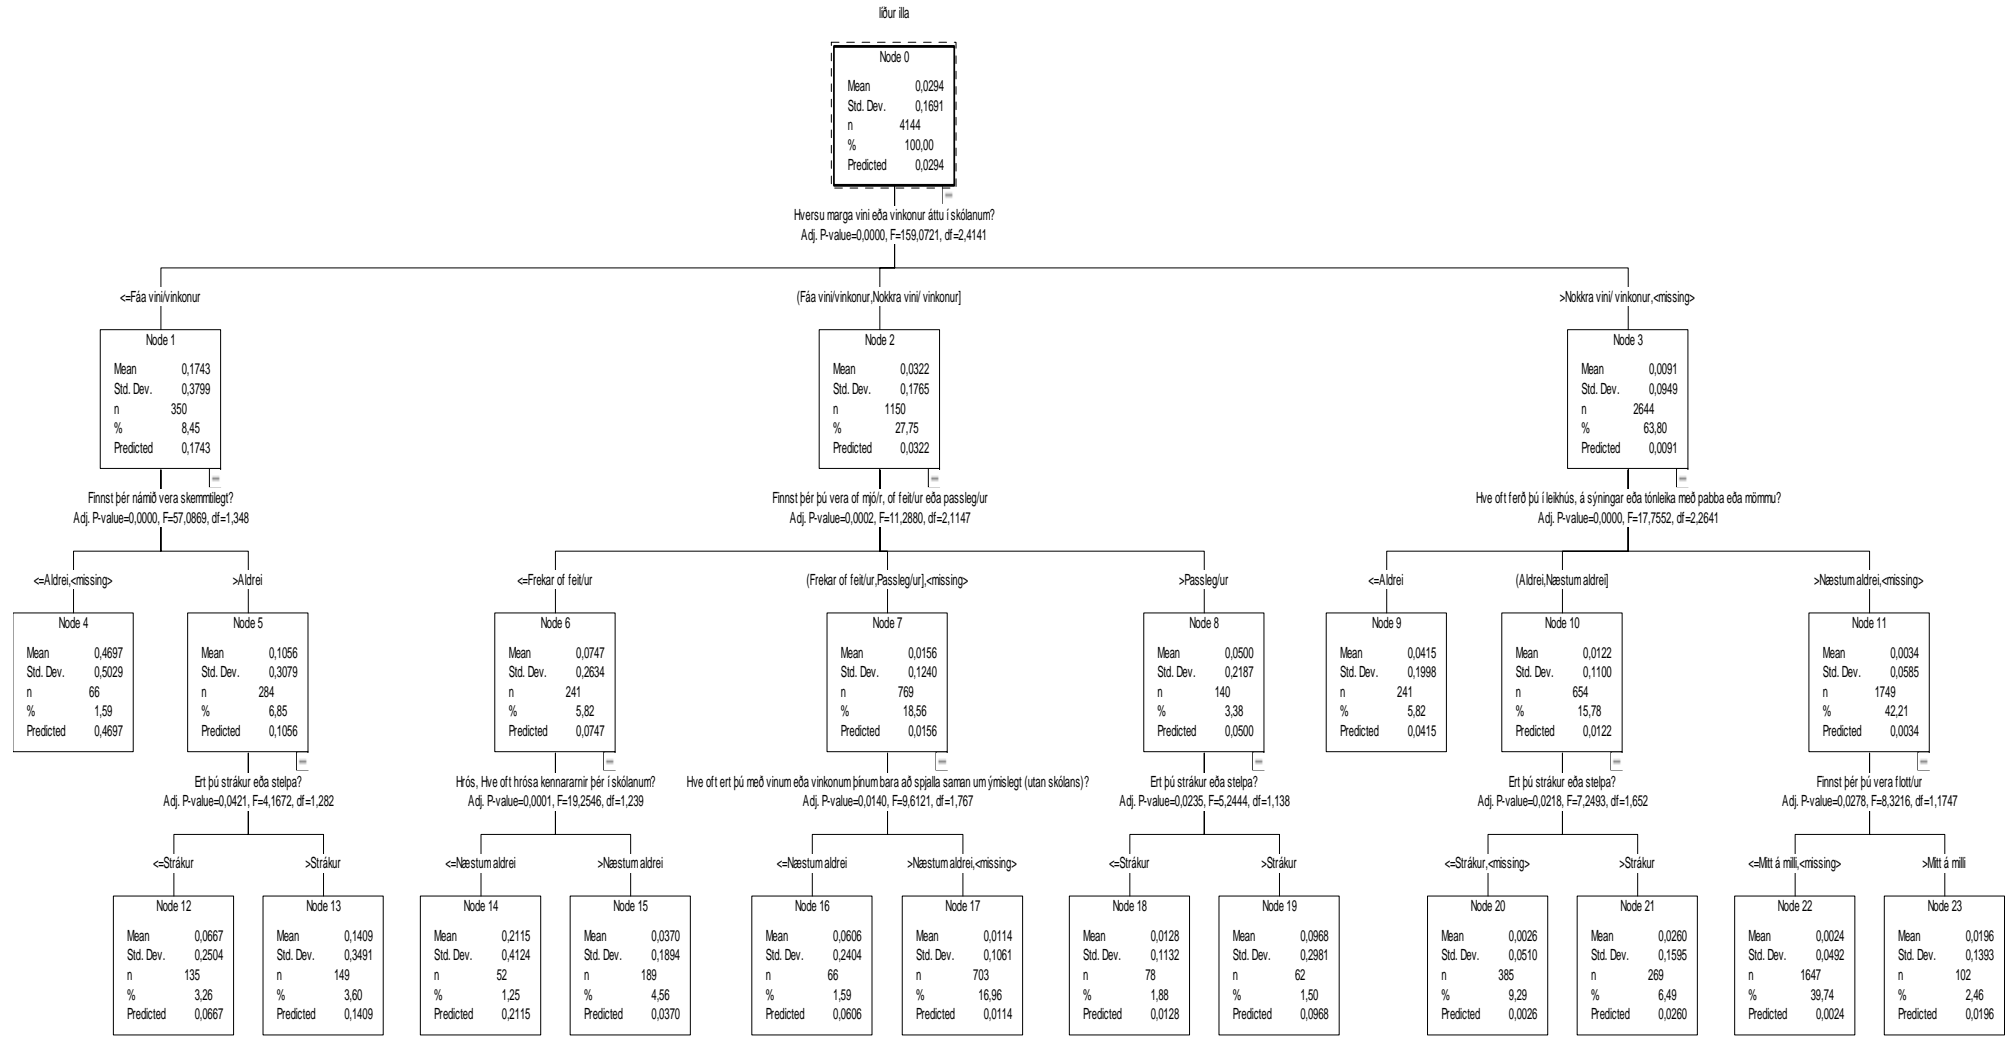 líður illa
Node 0
Mean 0,0294
Std. Dev. 0,1691
n 4144
% 100,00
Predicted 0,0294
Hversu marga vini eða vinkonur áttu í skólanum?
Adj. P-value=0,0000, F=159,0721, df=2,4141
<=Fáa vini/vinkonur
(Fáa vini/vinkonur,Nokkra vini/ vinkonur]
>Nokkra vini/ vinkonur,<missing>
Node 1
Mean 0,1743
Std. Dev. 0,3799
n 350
% 8,45
Predicted 0,1743
Node 2
Mean 0,0322
Std. Dev. 0,1765
n 1150
% 27,75
Predicted 0,0322
Node 3
Mean 0,0091
Std. Dev. 0,0949
n 2644
% 63,80
Predicted 0,0091
Finnst þér námið vera skemmtilegt?
Adj. P-value=0,0000, F=57,0869, df=1,348
Finnst þér þú vera of mjó/r, of feit/ur eða passleg/ur
Adj. P-value=0,0002, F=11,2880, df=2,1147
Hve oft ferð þú í leikhús, á sýningar eða tónleika með pabba eða mömmu?
Adj. P-value=0,0000, F=17,7552, df=2,2641
<=Aldrei,<missing>
>Aldrei
<=Frekar of feit/ur
(Frekar of feit/ur,Passleg/ur],<missing>
>Passleg/ur
<=Aldrei
(Aldrei,Næstum aldrei]
>Næstum aldrei,<missing>
Node 4
Mean 0,4697
Std. Dev. 0,5029
n 66
% 1,59
Predicted 0,4697
Node 5
Mean 0,1056
Std. Dev. 0,3079
n 284
% 6,85
Predicted 0,1056
Node 6
Mean 0,0747
Std. Dev. 0,2634
n 241
% 5,82
Predicted 0,0747
Node 7
Mean 0,0156
Std. Dev. 0,1240
n 769
% 18,56
Predicted 0,0156
Node 8
Mean 0,0500
Std. Dev. 0,2187
n 140
% 3,38
Predicted 0,0500
Node 9
Mean 0,0415
Std. Dev. 0,1998
n 241
% 5,82
Predicted 0,0415
Node 10
Mean 0,0122
Std. Dev. 0,1100
n 654
% 15,78
Predicted 0,0122
Node 11
Mean 0,0034
Std. Dev. 0,0585
n 1749
% 42,21
Predicted 0,0034
Ert þú strákur eða stelpa?
Adj. P-value=0,0421, F=4,1672, df=1,282
Hrós, Hve oft hrósa kennararnir þér í skólanum?
Adj. P-value=0,0001, F=19,2546, df=1,239
Hve oft ert þú með vinum eða vinkonum þínum bara að spjalla saman um ýmislegt (utan skólans)?
Adj. P-value=0,0140, F=9,6121, df=1,767
Ert þú strákur eða stelpa?
Adj. P-value=0,0235, F=5,2444, df=1,138
Ert þú strákur eða stelpa?
Adj. P-value=0,0218, F=7,2493, df=1,652
Finnst þér þú vera flott/ur
Adj. P-value=0,0278, F=8,3216, df=1,1747
<=Strákur
>Strákur
<=Næstum aldrei
>Næstum aldrei
<=Næstum aldrei
>Næstum aldrei,<missing>
<=Strákur
>Strákur
<=Strákur,<missing>
>Strákur
<=Mitt á milli,<missing>
>Mitt á milli
Node 12
Mean 0,0667
Std. Dev. 0,2504
n 135
% 3,26
Predicted 0,0667
Node 13
Mean 0,1409
Std. Dev. 0,3491
n 149
% 3,60
Predicted 0,1409
Node 14
Mean 0,2115
Std. Dev. 0,4124
n 52
% 1,25
Predicted 0,2115
Node 15
Mean 0,0370
Std. Dev. 0,1894
n 189
% 4,56
Predicted 0,0370
Node 16
Mean 0,0606
Std. Dev. 0,2404
n 66
% 1,59
Predicted 0,0606
Node 17
Mean 0,0114
Std. Dev. 0,1061
n 703
% 16,96
Predicted 0,0114
Node 18
Mean 0,0128
Std. Dev. 0,1132
n 78
% 1,88
Predicted 0,0128
Node 19
Mean 0,0968
Std. Dev. 0,2981
n 62
% 1,50
Predicted 0,0968
Node 20
Mean 0,0026
Std. Dev. 0,0510
n 385
% 9,29
Predicted 0,0026
Node 21
Mean 0,0260
Std. Dev. 0,1595
n 269
% 6,49
Predicted 0,0260
Node 22
Mean 0,0024
Std. Dev. 0,0492
n 1647
% 39,74
Predicted 0,0024
Node 23
Mean 0,0196
Std. Dev. 0,1393
n 102
% 2,46
Predicted 0,0196